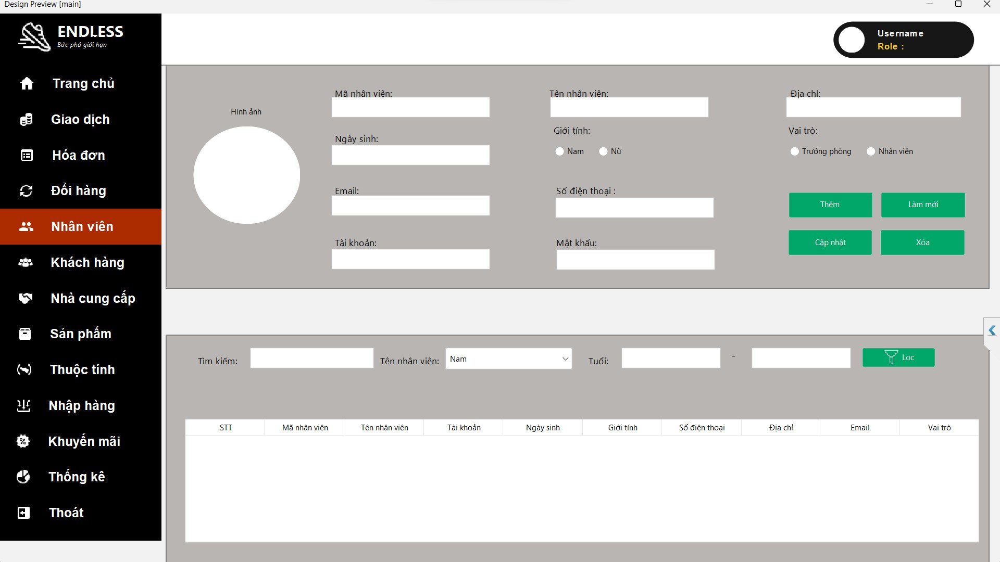 Design Preview [main]
ENDLESS
Bức phá giới hạn
Username
Role :
Trang chủ
Giao dịch
Hóa đơn
Đổi hàng
Nhân viên
Khách hàng
Nhà cung cấp
Sản phẩm
Thuộc tính
Nhập hàng
Khuyến mãi
Thống kê
Thoát
Hình ảnh
Mã nhân viên:
Tên nhân viên:
Địa chỉ:
Ngày sinh:
Giới tính:
Nam Nữ
Vai trò:
Trưởng phòng Nhân viên
Email:
Số điện thoại :
Thêm Làm mới
Tài khoản:
Mật khẩu:
Cập nhật Xóa
Tìm kiếm: Tên nhân viên: Nam Tuổi: – Lọc
STT Mã nhân viên Tên nhân viên Tài khoản Ngày sinh Giới tính Số điện thoại Địa chỉ Email Vai trò